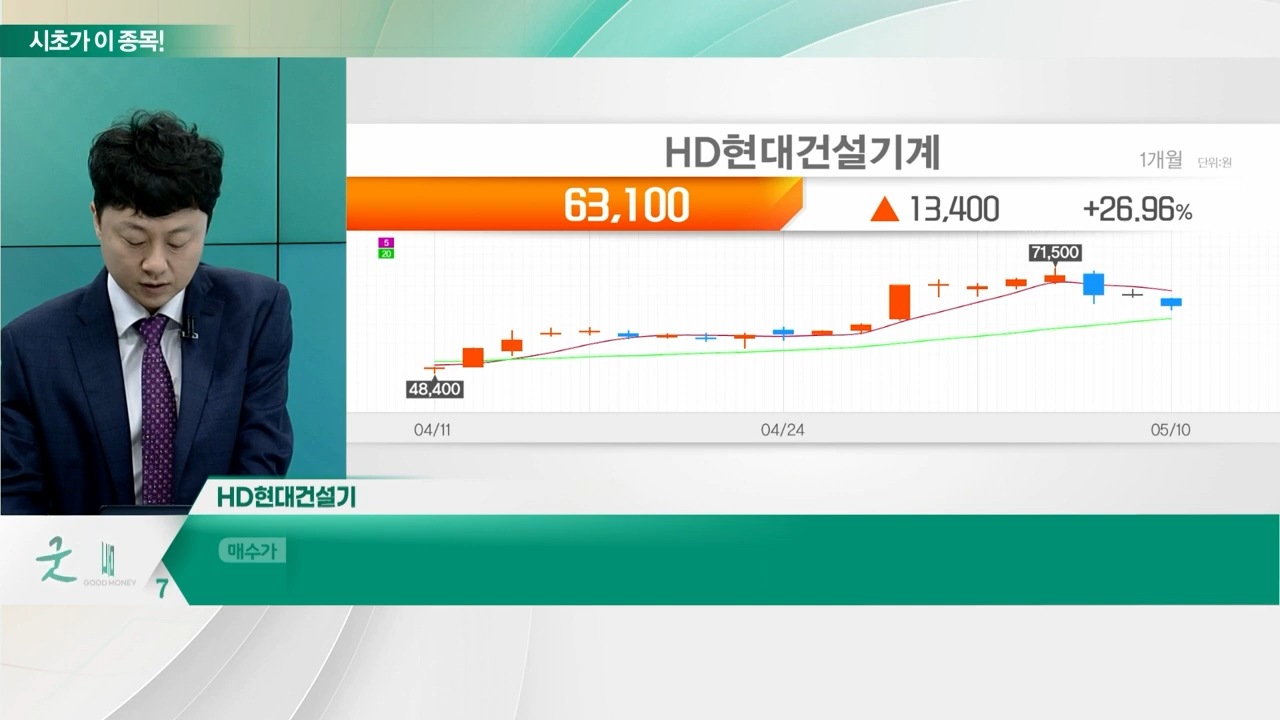 시초가 이 종목!
HD현대건설기계
1개월 단위:원
63,100 ▲ 13,400 +26.96%
5
20
71,500
48,400
04/11 04/24 05/10
HD현대건설기
매수가
굿
GOOD MONEY
7